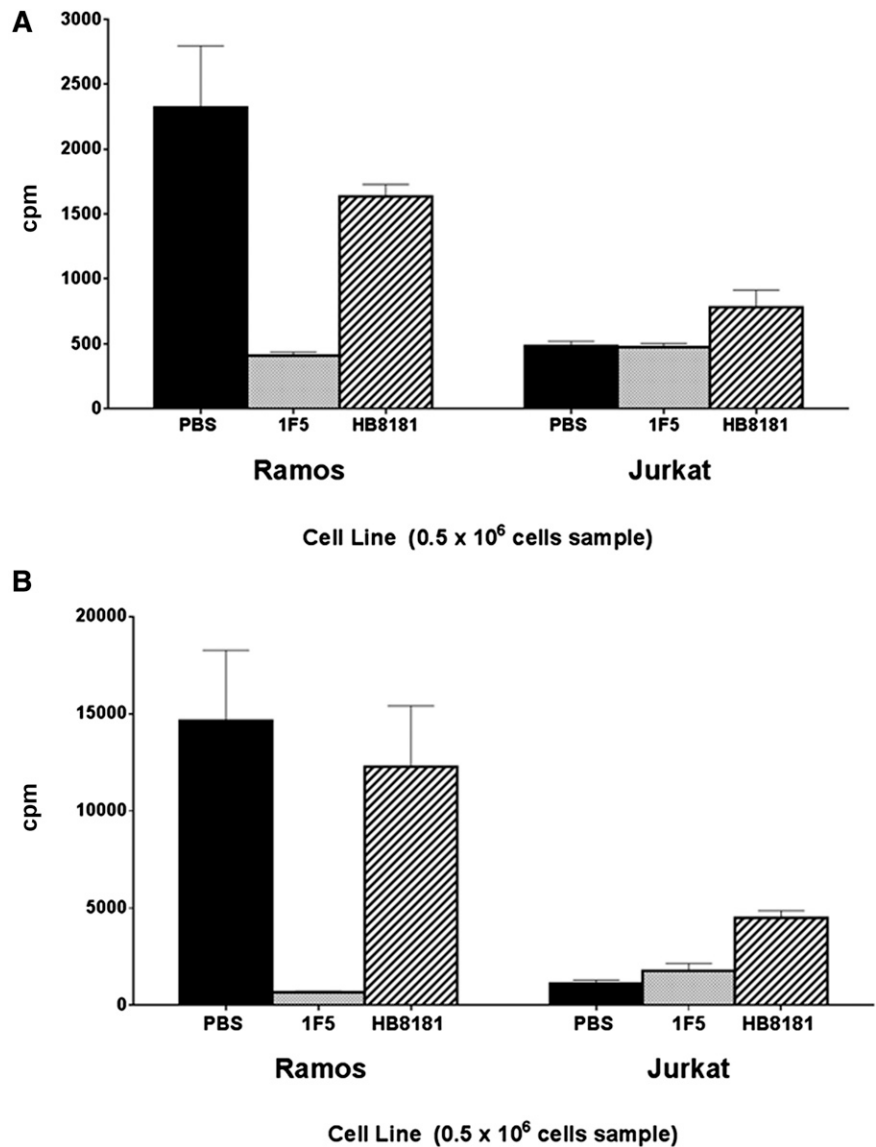 A
3000
2500
2000
1500
1000
500
0
cpm
PBS 1F5 HB8181 PBS 1F5 HB8181
Ramos Jurkat
Cell Line (0.5 x 10⁶ cells sample)
B
20000
15000
10000
5000
0
cpm
PBS 1F5 HB8181 PBS 1F5 HB8181
Ramos Jurkat
Cell Line (0.5 x 10⁶ cells sample)